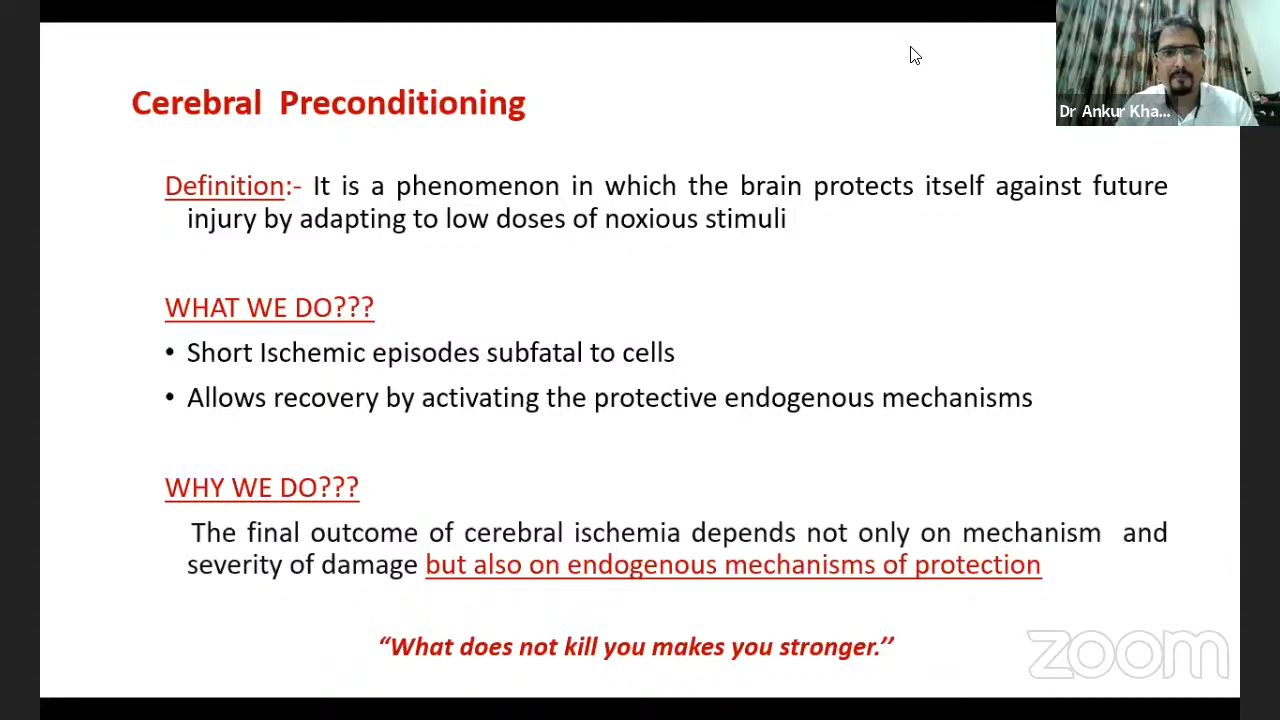 Dr Ankur Kha...
Cerebral Preconditioning
Definition:- It is a phenomenon in which the brain protects itself against future
injury by adapting to low doses of noxious stimuli
WHAT WE DO???
• Short Ischemic episodes subfatal to cells
• Allows recovery by activating the protective endogenous mechanisms
WHY WE DO???
The final outcome of cerebral ischemia depends not only on mechanism and
severity of damage but also on endogenous mechanisms of protection
“What does not kill you makes you stronger.’’
zoom